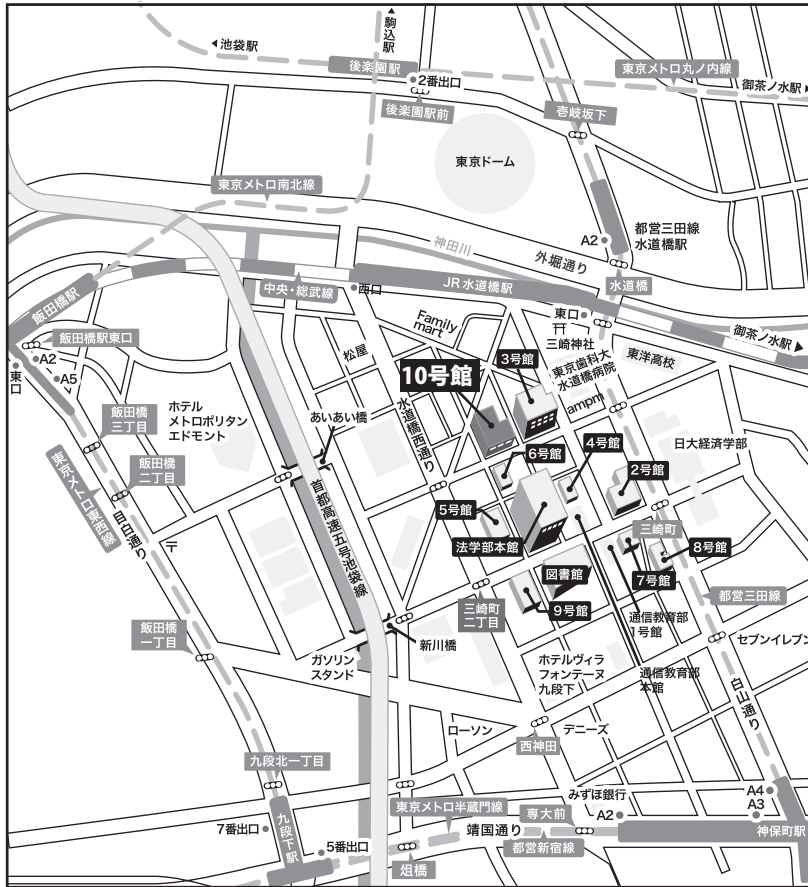 池袋駅
駒込駅
後楽園駅
2番出口
後楽園駅前
東京メトロ丸ノ内線
御茶ノ水駅
壱岐坂下
東京ドーム
東京メトロ南北線
神田川
外堀通り
A2
都営三田線
水道橋駅
飯田橋駅
中央・総武線
西口
JR水道橋駅
水道橋
東口
三崎神社
御茶ノ水駅
飯田橋駅東口
A2
東口
A5
Family
mart
松屋
10号館
3号館
東京歯科大
水道橋病院
東洋高校
ampm
飯田橋
三丁目
ホテル
メトロポリタン
エドモント
あいあい橋
水道橋西通り
6号館
4号館
2号館
日大経済学部
飯田橋
二丁目
東京メトロ東西線
目白通り
〒
首都高速五号池袋線
5号館
法学部本館
三崎町
8号館
図書館
7号館
9号館
三崎町
二丁目
通信教育部
1号館
都営三田線
飯田橋
一丁目
新川橋
ガソリン
スタンド
ホテルヴィラ
フォンテーヌ
九段下
通信教育部
本館
セブンイレブン
白山通り
ローソン
西神田
デニーズ
九段北一丁目
みずほ銀行
A4
A3
東京メトロ半蔵門線
専大前
A2
7番出口
九段下駅
5番出口
靖国通り
都営新宿線
神保町駅
俎橋